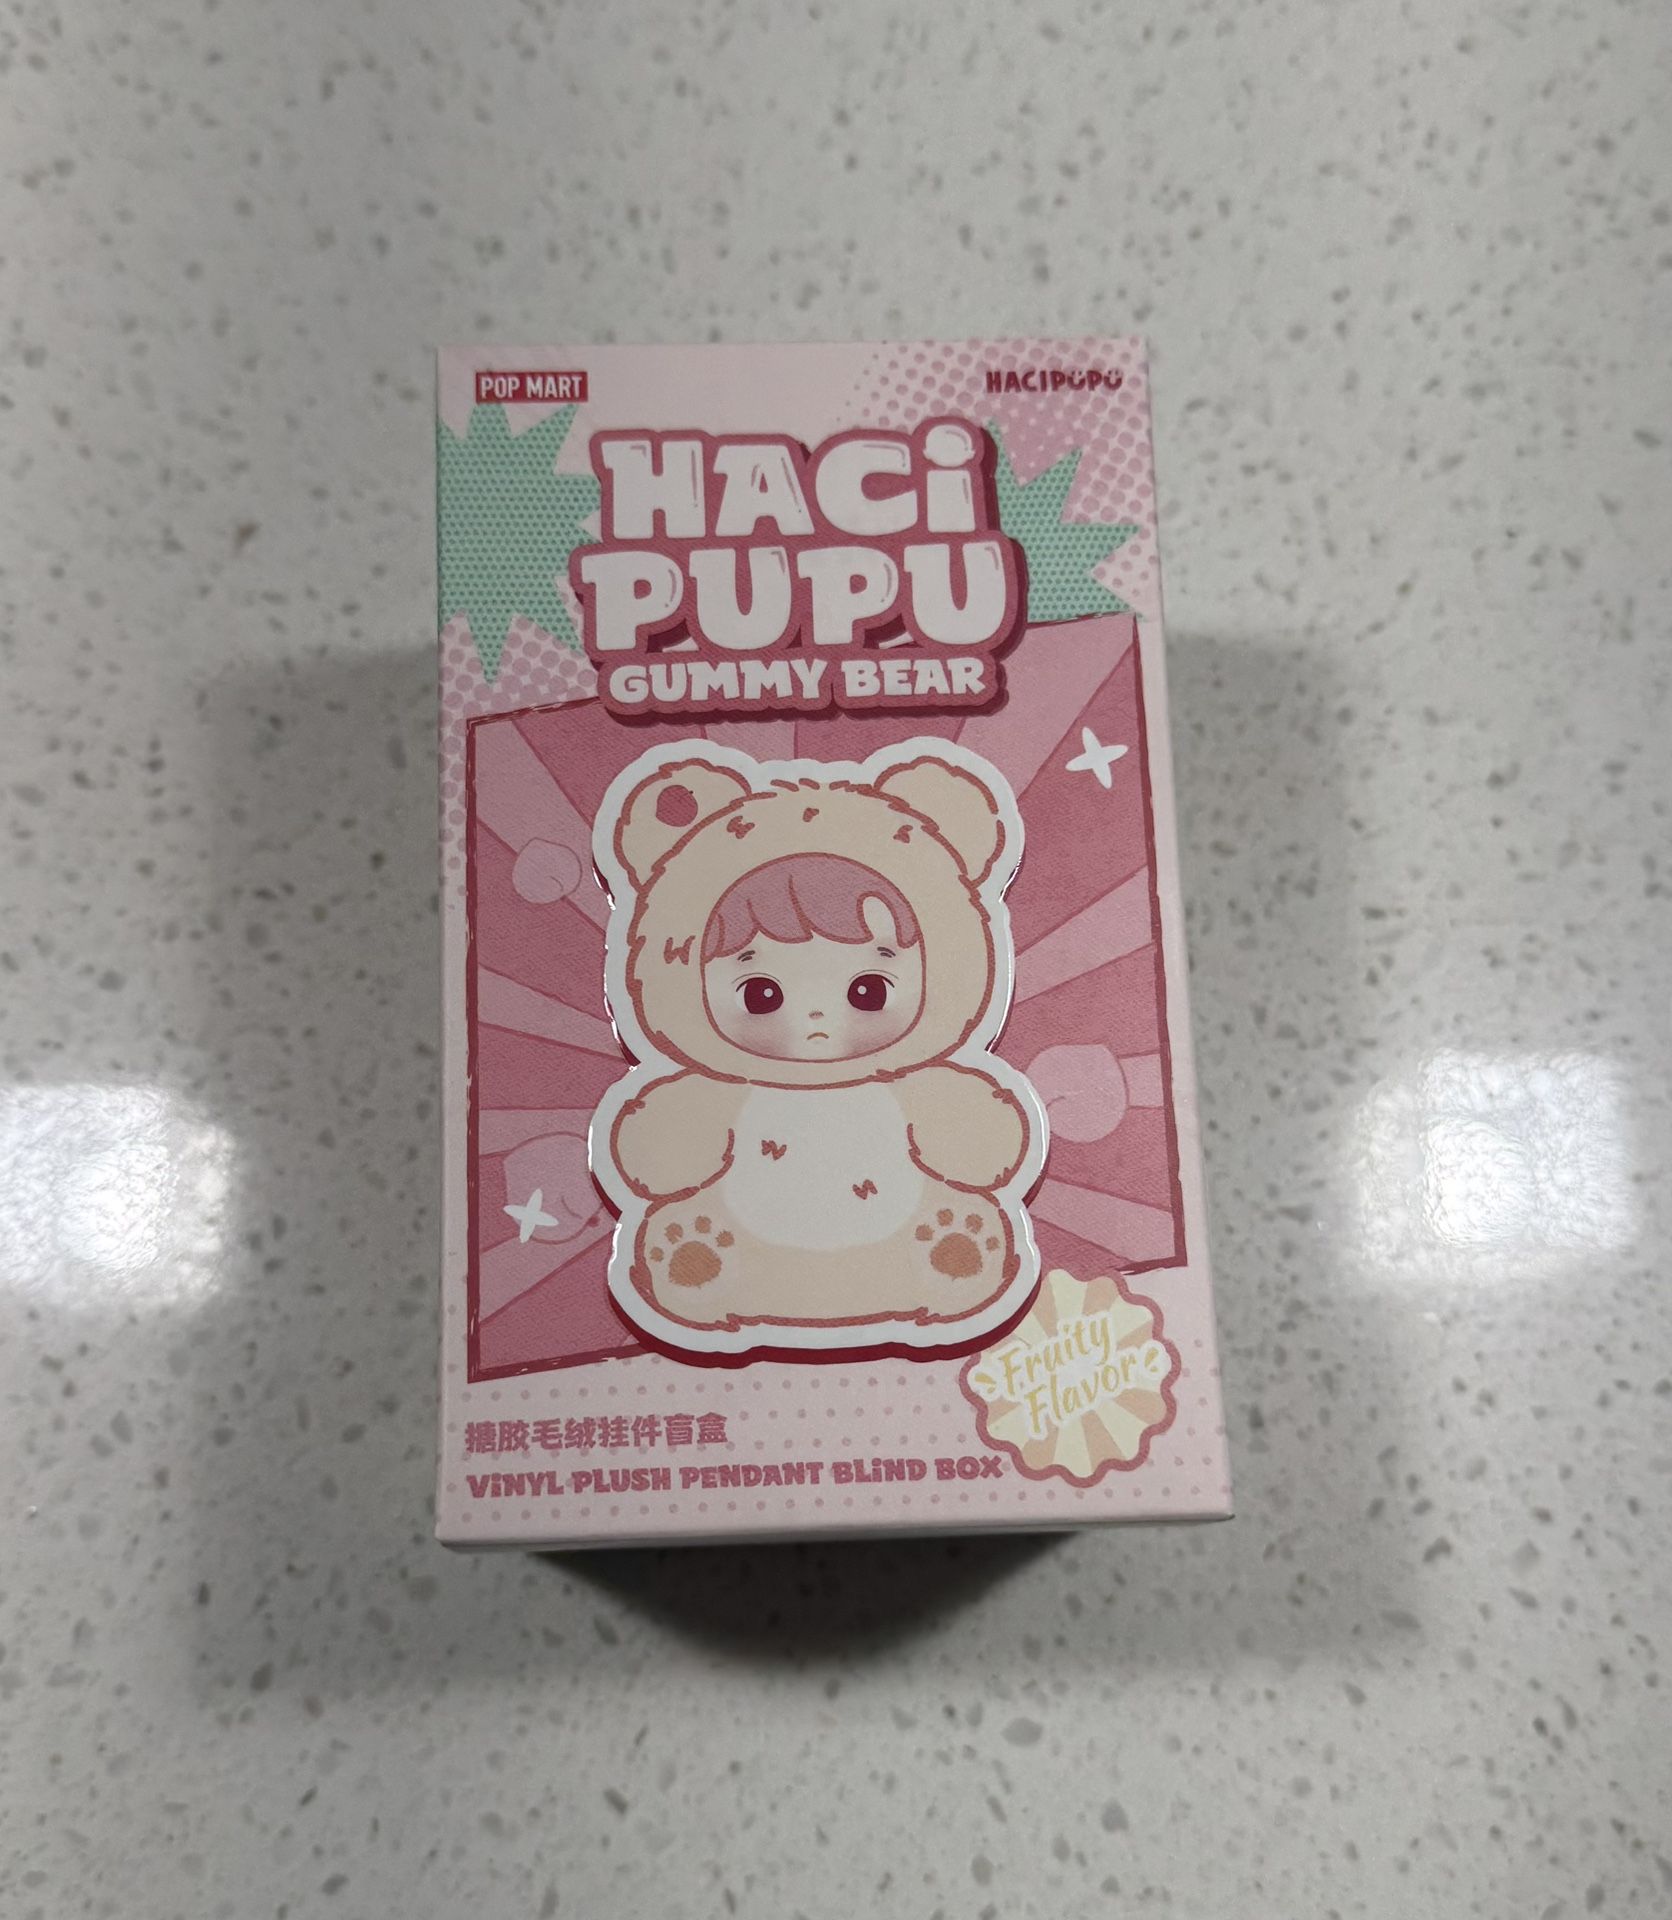 POP MART
HACIPUPU
HACi
PUPU
GUMMY BEAR
Fruity
Flavor
搪胶毛绒挂件盲盒
ViNYL PLUSH PENDANT BLiND BOX